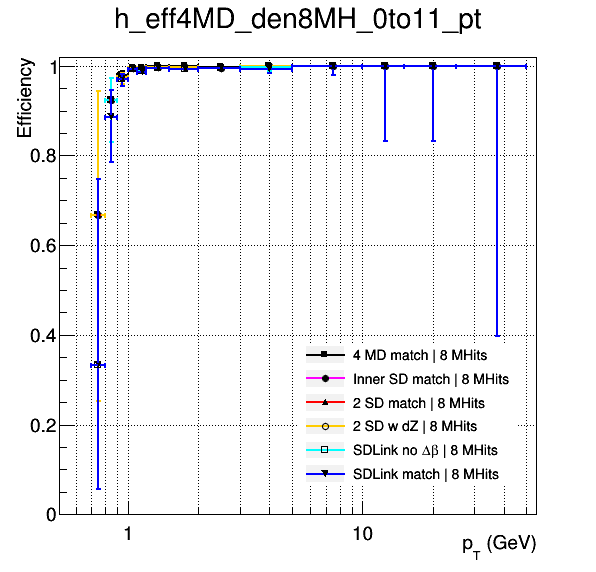 h_eff4MD_den8MH_0to11_pt
Efficiency
1
0.8
0.6
0.4
0.2
0
4 MD match | 8 MHits
Inner SD match | 8 MHits
2 SD match | 8 MHits
2 SD w dZ | 8 MHits
SDLink no Δβ | 8 MHits
SDLink match | 8 MHits
1 10
p_T (GeV)